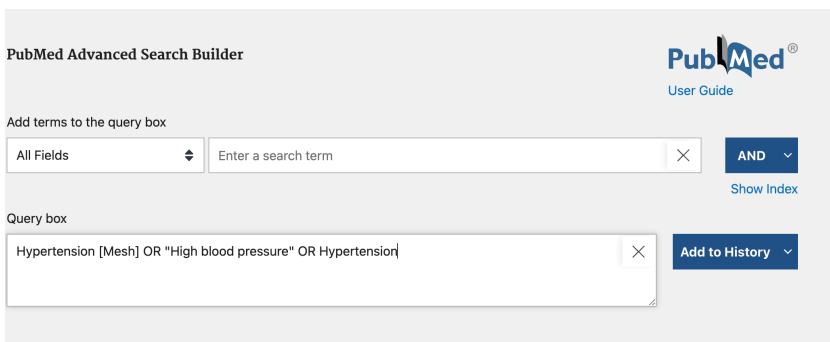 PubMed Advanced Search Builder
PubMed®
User Guide
Add terms to the query box
All Fields
Enter a search term
AND
Show Index
Query box
Hypertension [Mesh] OR "High blood pressure" OR Hypertension
Add to History